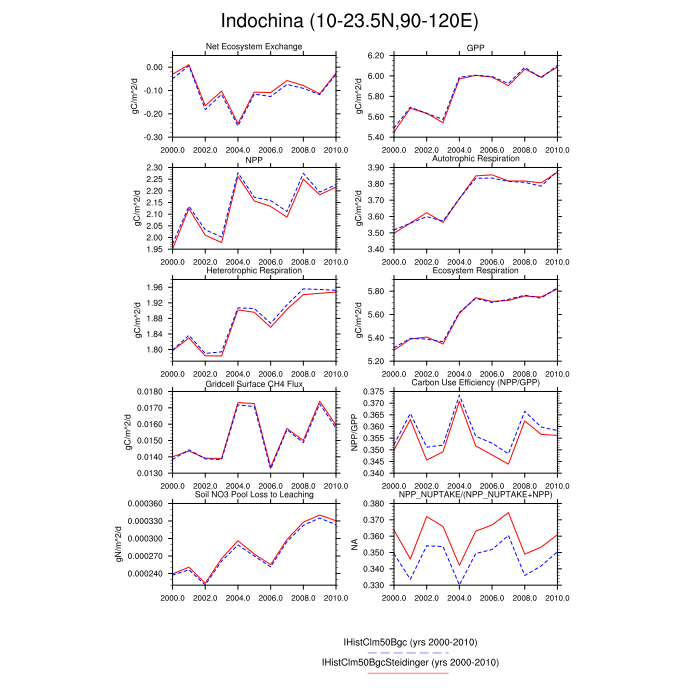 Indochina (10-23.5N,90-120E)
Net Ecosystem Exchange
gC/m^2/d
0.00
-0.10
-0.20
-0.30
2000.0 2002.0 2004.0 2006.0 2008.0 2010.0
GPP
gC/m^2/d
6.20
6.00
5.80
5.60
5.40
2000.0 2002.0 2004.0 2006.0 2008.0 2010.0
NPP
gC/m^2/d
2.30
2.25
2.20
2.15
2.10
2.05
2.00
1.95
2000.0 2002.0 2004.0 2006.0 2008.0 2010.0
Autotrophic Respiration
gC/m^2/d
3.90
3.80
3.70
3.60
3.50
3.40
2000.0 2002.0 2004.0 2006.0 2008.0 2010.0
Heterotrophic Respiration
gC/m^2/d
1.96
1.92
1.88
1.84
1.80
2000.0 2002.0 2004.0 2006.0 2008.0 2010.0
Ecosystem Respiration
gC/m^2/d
5.80
5.60
5.40
5.20
2000.0 2002.0 2004.0 2006.0 2008.0 2010.0
Gridcell Surface CH4 Flux
gC/m^2/d
0.0180
0.0170
0.0160
0.0150
0.0140
0.0130
2000.0 2002.0 2004.0 2006.0 2008.0 2010.0
Carbon Use Efficiency (NPP/GPP)
NPP/GPP
0.375
0.370
0.365
0.360
0.355
0.350
0.345
0.340
2000.0 2002.0 2004.0 2006.0 2008.0 2010.0
Soil NO3 Pool Loss to Leaching
gN/m^2/d
0.000360
0.000330
0.000300
0.000270
0.000240
2000.0 2002.0 2004.0 2006.0 2008.0 2010.0
NPP_NUPTAKE/(NPP_NUPTAKE+NPP)
NA
0.380
0.370
0.360
0.350
0.340
0.330
2000.0 2002.0 2004.0 2006.0 2008.0 2010.0
IHistClm50Bgc (yrs 2000-2010)
IHistClm50BgcSteidinger (yrs 2000-2010)